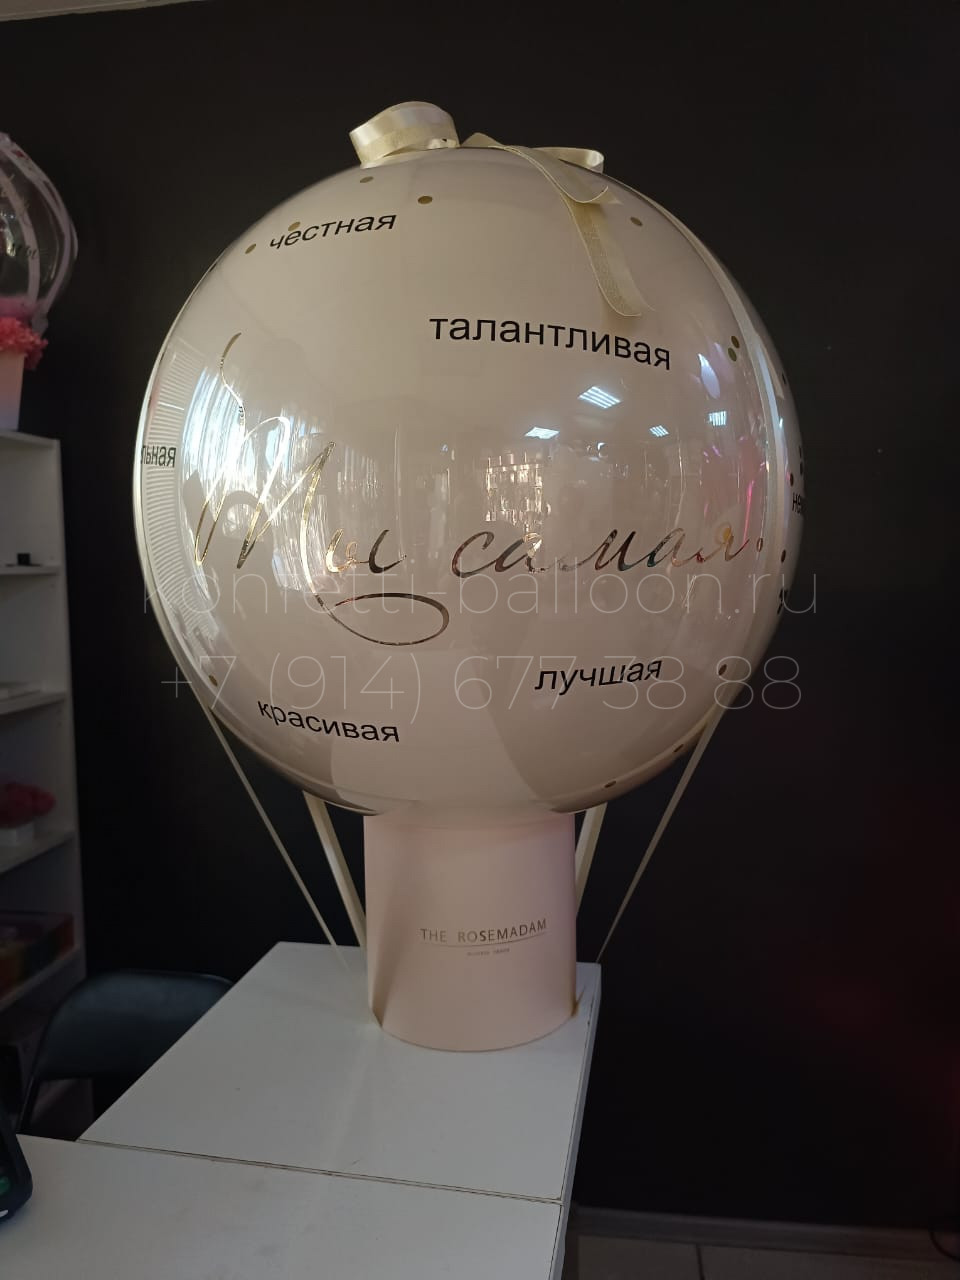 честная
талантливая
Ты самая
konfetti-balloon.ru
+7 (914) 677 38 88
лучшая
красивая
THE ROSEMADAM